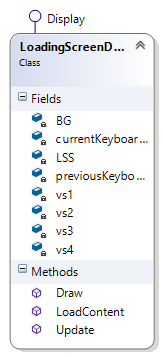 Display
LoadingScreenD...
Class
Fields
BG
currentKeyboar...
LSS
previousKeybo...
vs1
vs2
vs3
vs4
Methods
Draw
LoadContent
Update